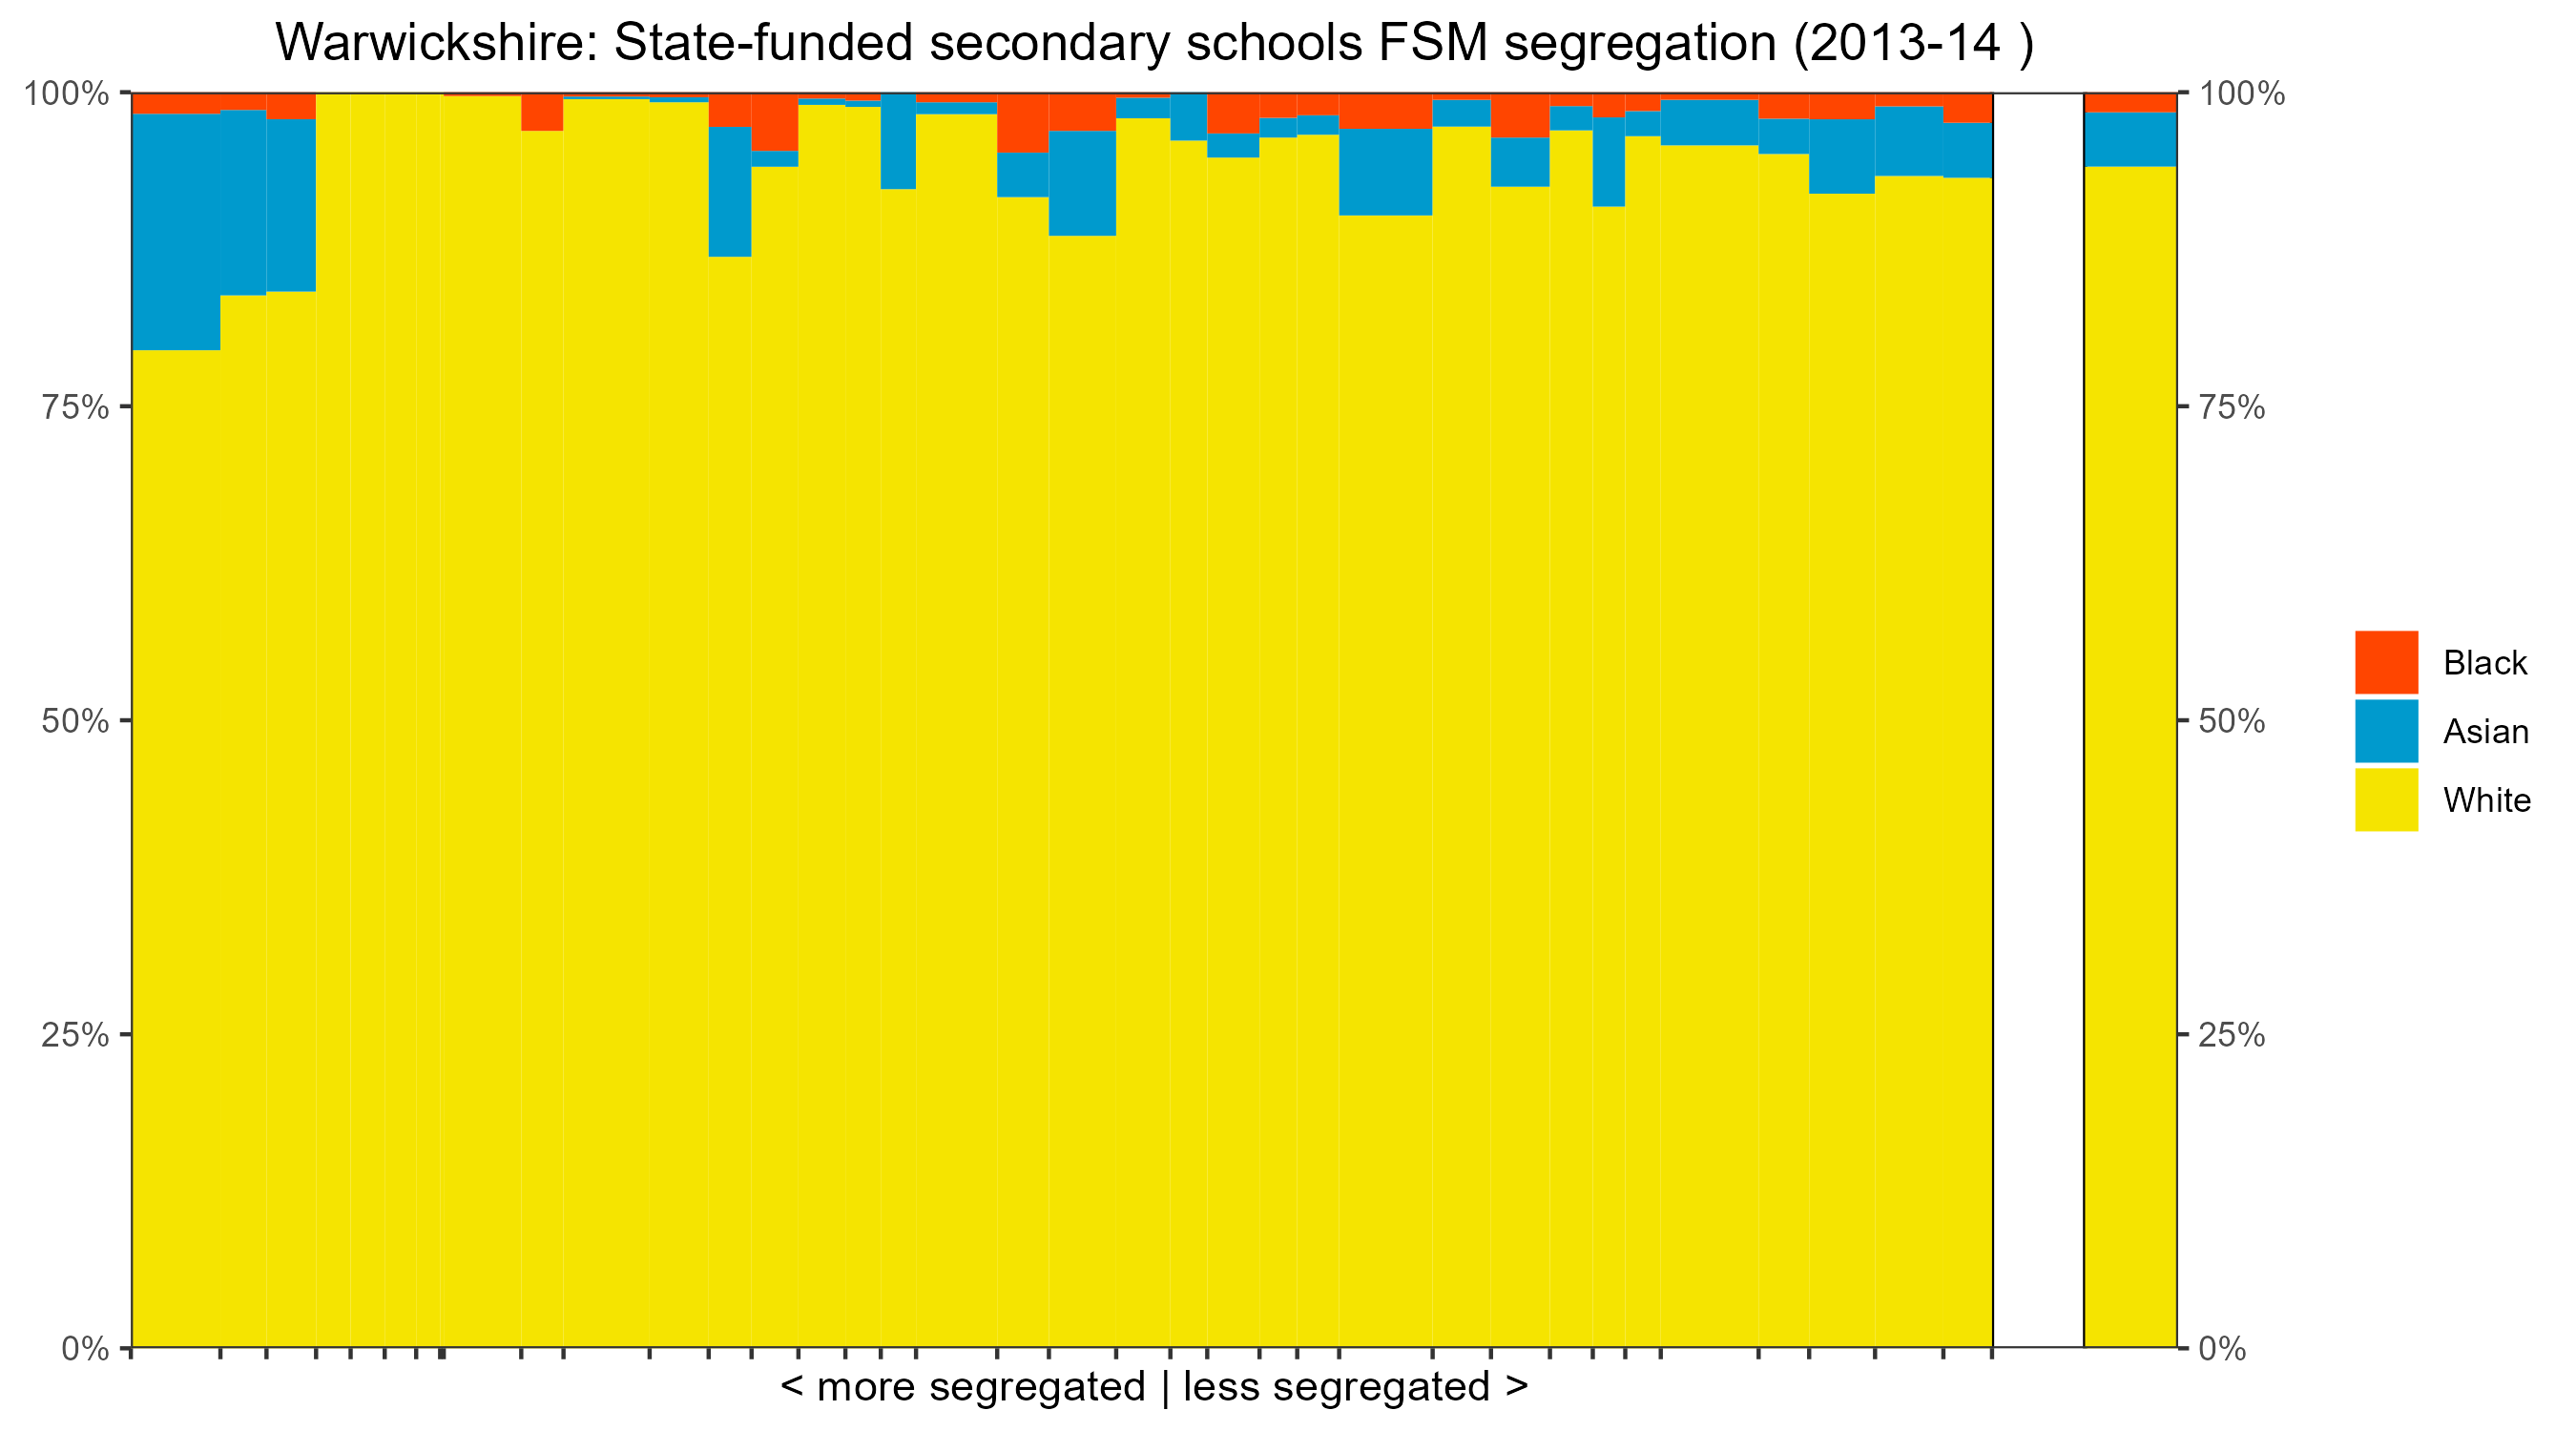 Warwickshire: State-funded secondary schools FSM segregation (2013-14 )
100%
75%
50%
25%
0%
100%
75%
50%
25%
0%
Black
Asian
White
< more segregated | less segregated >